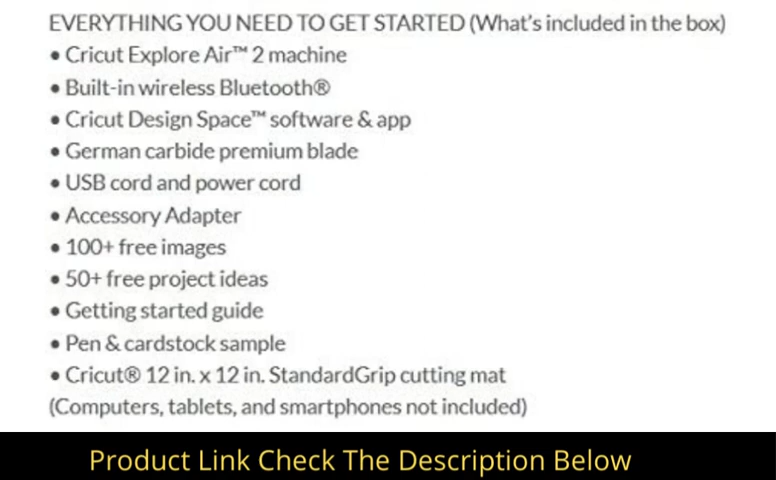 EVERYTHING YOU NEED TO GET STARTED (What's included in the box)
• Cricut Explore Air™ 2 machine
• Built-in wireless Bluetooth®
• Cricut Design Space™ software & app
• German carbide premium blade
• USB cord and power cord
• Accessory Adapter
• 100+ free images
• 50+ free project ideas
• Getting started guide
• Pen & cardstock sample
• Cricut® 12 in. x 12 in. StandardGrip cutting mat
(Computers, tablets, and smartphones not included)
Product Link Check The Description Below